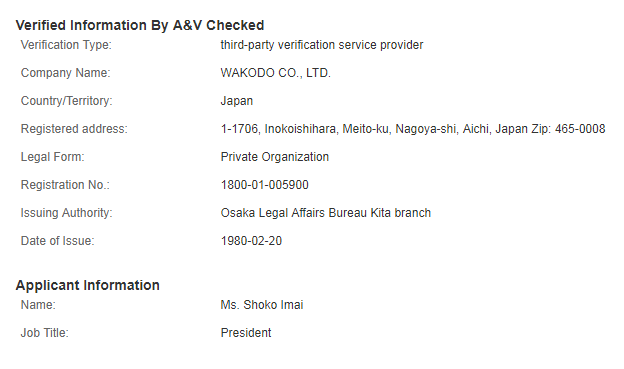 Verified Information By A&V Checked
Verification Type: third-party verification service provider
Company Name: WAKODO CO., LTD.
Country/Territory: Japan
Registered address: 1-1706, Inokoishihara, Meito-ku, Nagoya-shi, Aichi, Japan Zip: 465-0008
Legal Form: Private Organization
Registration No.: 1800-01-005900
Issuing Authority: Osaka Legal Affairs Bureau Kita branch
Date of Issue: 1980-02-20
Applicant Information
Name: Ms. Shoko Imai
Job Title: President